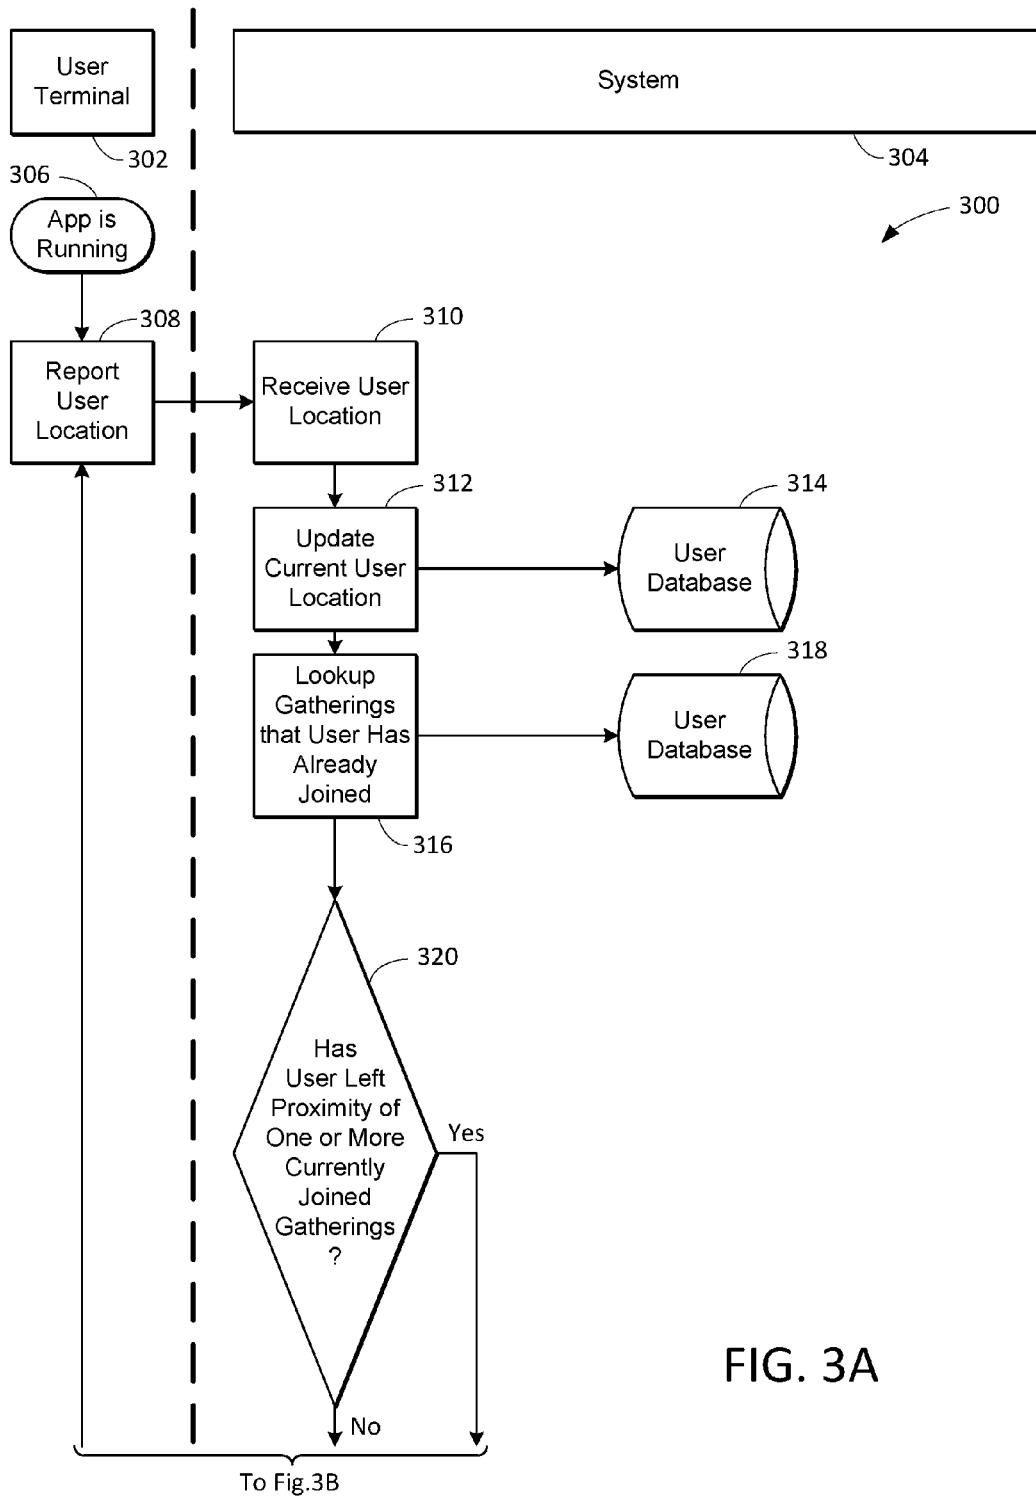 User
Terminal
302
System
304
300
306
App is
Running
308
Report
User
Location
310
Receive User
Location
312
Update
Current User
Location
314
User
Database
Lookup
Gatherings
that User Has
Already
Joined
316
318
User
Database
320
Has
User Left
Proximity of
One or More
Currently
Joined
Gatherings
?
Yes
No
To Fig.3B
FIG. 3A